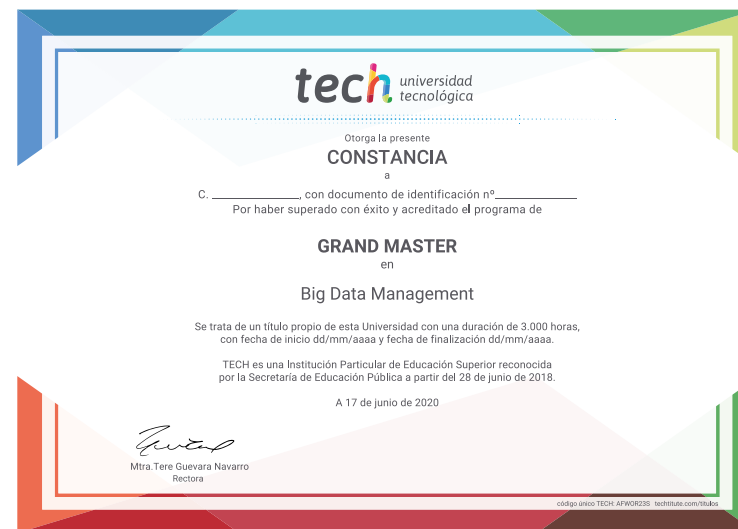 tech universidad
tecnológica
Otorga la presente
CONSTANCIA
a
C. ______________, con documento de identificación nº_____________
Por haber superado con éxito y acreditado el programa de
GRAND MASTER
en
Big Data Management
Se trata de un título propio de esta Universidad con una duración de 3.000 horas,
con fecha de inicio dd/mm/aaaa y fecha de finalización dd/mm/aaaa.
TECH es una Institución Particular de Educación Superior reconocida
por la Secretaría de Educación Pública a partir del 28 de junio de 2018.
A 17 de junio de 2020
Mtra.Tere Guevara Navarro
Rectora
código único TECH: AFWOR23S techtitute.com/titulos